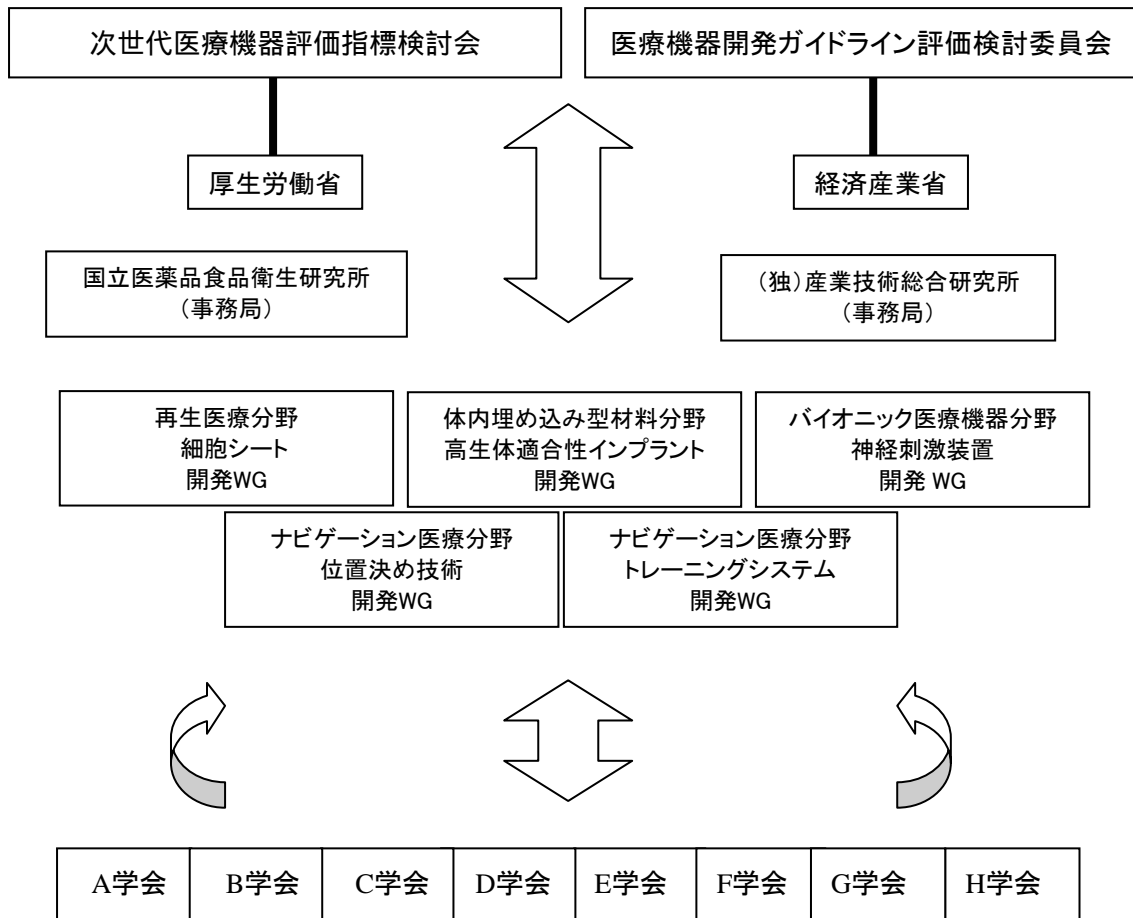 次世代医療機器評価指標検討会
医療機器開発ガイドライン評価検討委員会
厚生労働省
経済産業省
国立医薬品食品衛生研究所
（事務局）
（独）産業技術総合研究所
（事務局）
再生医療分野
細胞シート
開発WG
体内埋め込み型材料分野
高生体適合性インプラント
開発WG
バイオニック医療機器分野
神経刺激装置
開発 WG
ナビゲーション医療分野
位置決め技術
開発WG
ナビゲーション医療分野
トレーニングシステム
開発WG
A学会
B学会
C学会
D学会
E学会
F学会
G学会
H学会